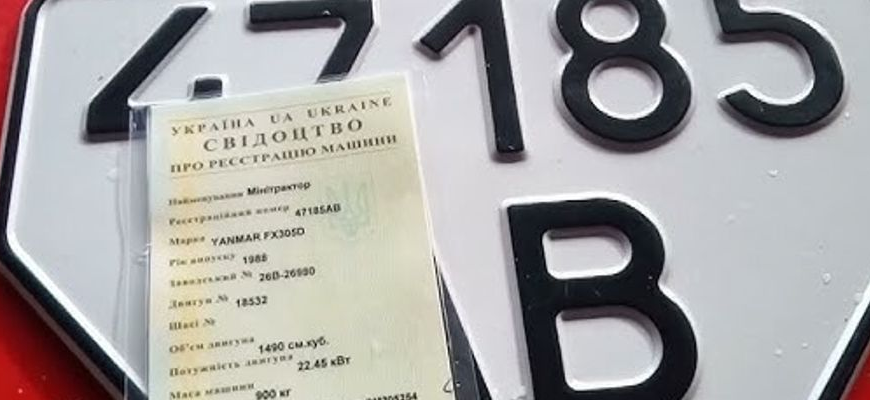 47185
В
УКРАЇНА UA UKRAINE
СВІДОЦТВО
ПРО РЕЄСТРАЦІЮ МАШИНИ
Найменування Мінітрактор
Реєстраційний номер 47185АВ
Марка YANMAR FX305D
Рік випуску 1988
Заводський № 26B-26980
Двигун № 18532
Шасі №
Об'єм двигуна 1490 см.куб.
Потужність двигуна 22.45 кВт
Маса машини 900 кг